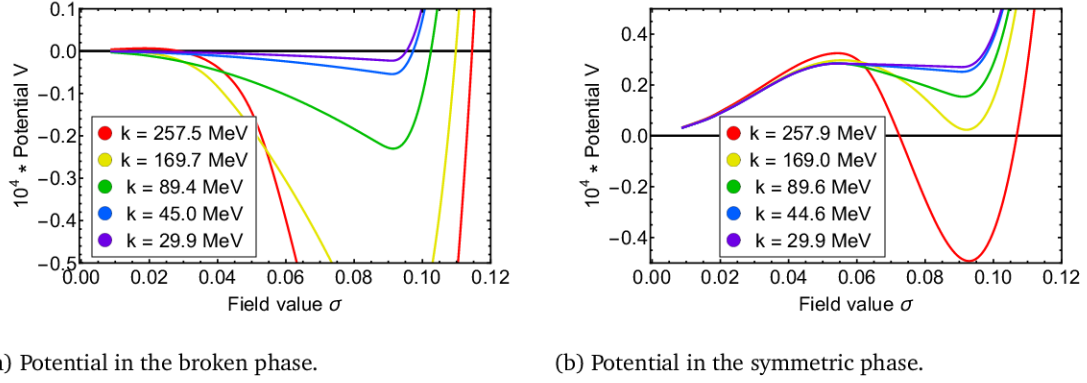 0.1
0.0
−0.1
−0.2
−0.3
−0.4
−0.5
10⁴ * Potential V
k = 257.5 MeV
k = 169.7 MeV
k = 89.4 MeV
k = 45.0 MeV
k = 29.9 MeV
0.00 0.02 0.04 0.06 0.08 0.10 0.12
Field value σ
0.4
0.2
0.0
−0.2
−0.4
10⁴ * Potential V
k = 257.9 MeV
k = 169.0 MeV
k = 89.6 MeV
k = 44.6 MeV
k = 29.9 MeV
0.00 0.02 0.04 0.06 0.08 0.10 0.12
Field value σ
) Potential in the broken phase.
(b) Potential in the symmetric phase.